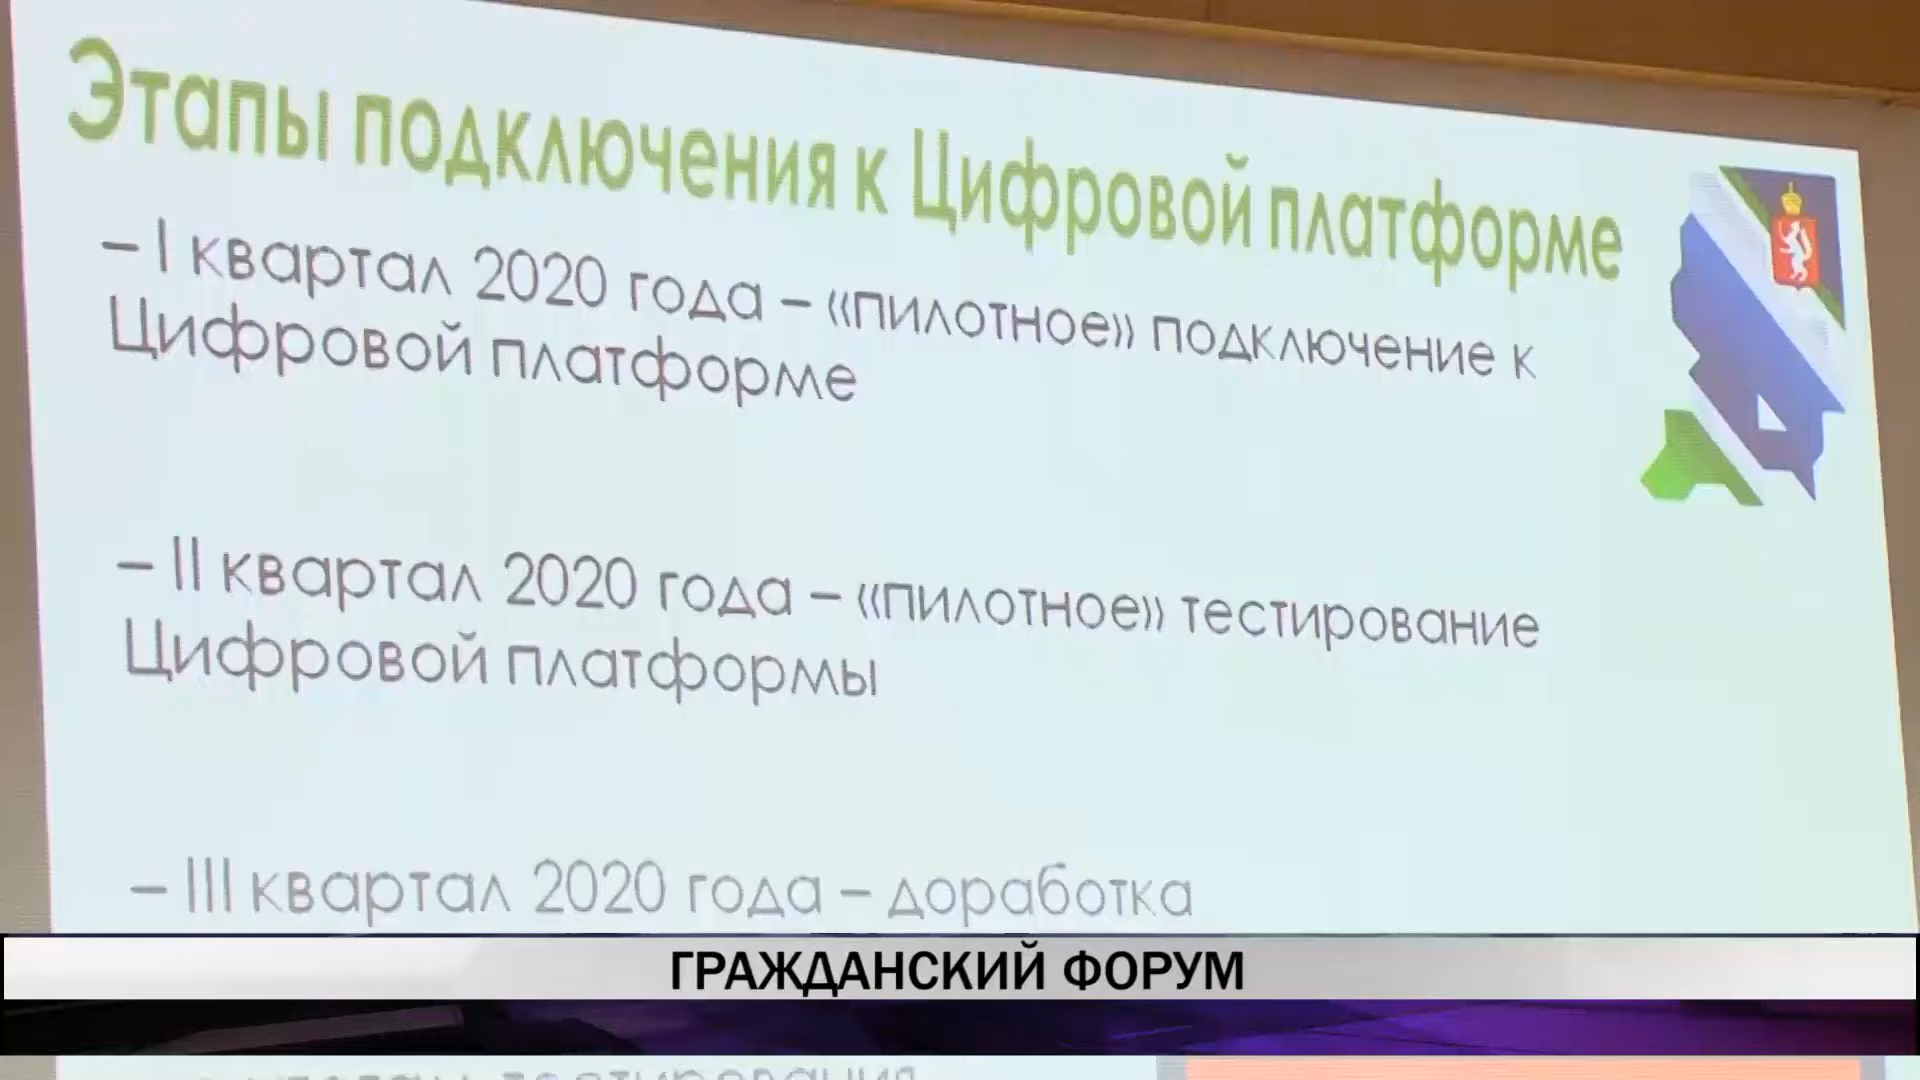 Этапы подключения к Цифровой платформе
– I квартал 2020 года – «пилотное» подключение к
Цифровой платформе
– II квартал 2020 года – «пилотное» тестирование
Цифровой платформы
– III квартал 2020 года – доработка
ГРАЖДАНСКИЙ ФОРУМ
тестирования